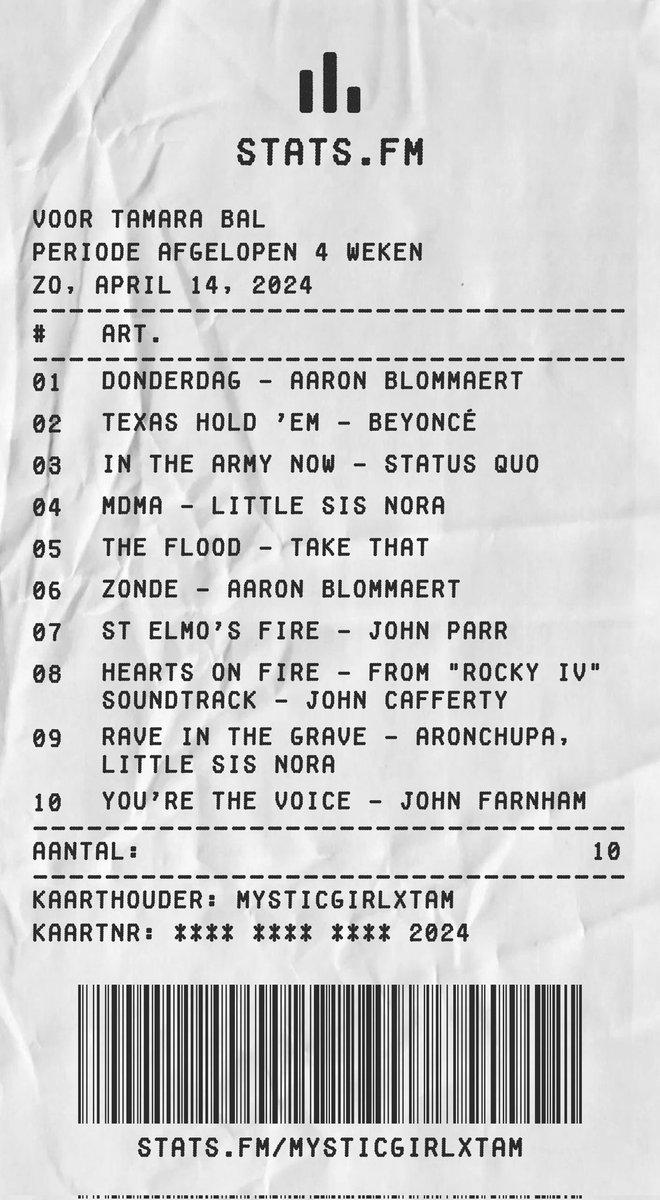 STATS.FM
VOOR TAMARA BAL
PERIODE AFGELOPEN 4 WEKEN
ZO, APRIL 14, 2024
# ART.
01 DONDERDAG - AARON BLOMMAERT
02 TEXAS HOLD 'EM - BEYONCÉ
03 IN THE ARMY NOW - STATUS QUO
04 MDMA - LITTLE SIS NORA
05 THE FLOOD - TAKE THAT
06 ZONDE - AARON BLOMMAERT
07 ST ELMO'S FIRE - JOHN PARR
08 HEARTS ON FIRE - FROM "ROCKY IV"
SOUNDTRACK - JOHN CAFFERTY
09 RAVE IN THE GRAVE - ARONCHUPA,
LITTLE SIS NORA
10 YOU'RE THE VOICE - JOHN FARNHAM
AANTAL: 10
KAARTHOUDER: MYSTICGIRLXTAM
KAARTNR: **** **** **** 2024
STATS.FM/MYSTICGIRLXTAM